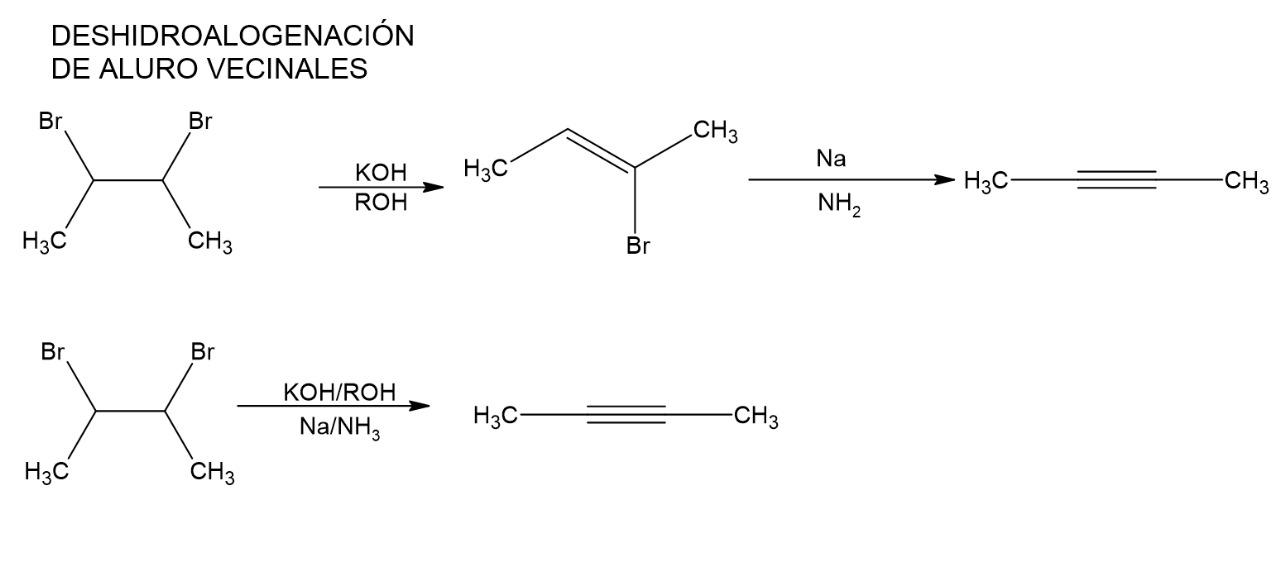 DESHIDROALOGENACIÓN
DE ALURO VECINALES
Br Br
H₃C CH₃
KOH
ROH
H₃C CH₃
Br
Na
NH₂
H₃C CH₃
Br Br
H₃C CH₃
KOH/ROH
Na/NH₃
H₃C CH₃